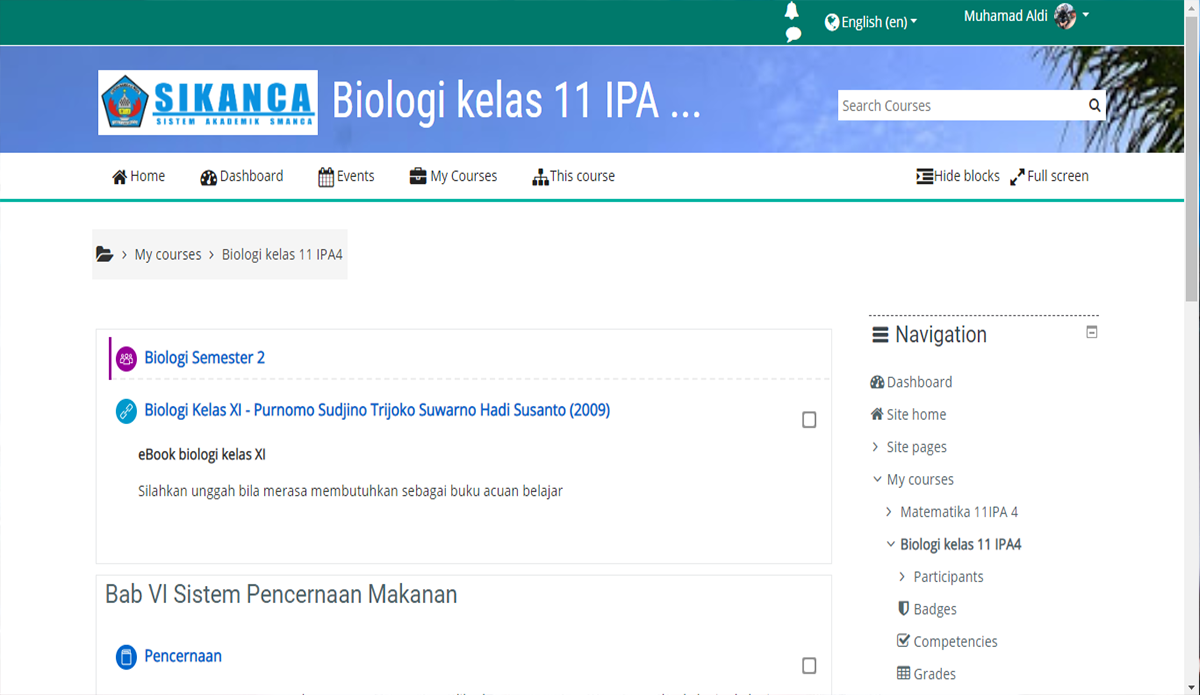 English (en)
Muhamad Aldi
SIKANCA
SISTEM AKADEMIK SMANCA
Biologi kelas 11 IPA ...
Search Courses
Home
Dashboard
Events
My Courses
This course
Hide blocks
Full screen
> My courses > Biologi kelas 11 IPA4
Biologi Semester 2
Biologi Kelas XI - Purnomo Sudjino Trijoko Suwarno Hadi Susanto (2009)
eBook biologi kelas XI
Silahkan unggah bila merasa membutuhkan sebagai buku acuan belajar
Bab VI Sistem Pencernaan Makanan
Pencernaan
Navigation
Dashboard
Site home
Site pages
My courses
Matematika 11IPA 4
Biologi kelas 11 IPA4
Participants
Badges
Competencies
Grades